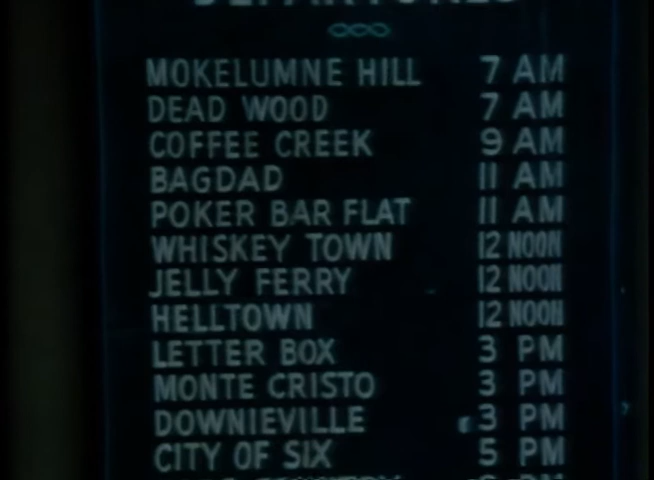 DEPARTURES
MOKELUMNE HILL 7 AM
DEAD WOOD 7 AM
COFFEE CREEK 9 AM
BAGDAD 11 AM
POKER BAR FLAT 11 AM
WHISKEY TOWN 12 NOON
JELLY FERRY 12 NOON
HELLTOWN 12 NOON
LETTER BOX 3 PM
MONTE CRISTO 3 PM
DOWNIEVILLE 3 PM
CITY OF SIX 5 PM